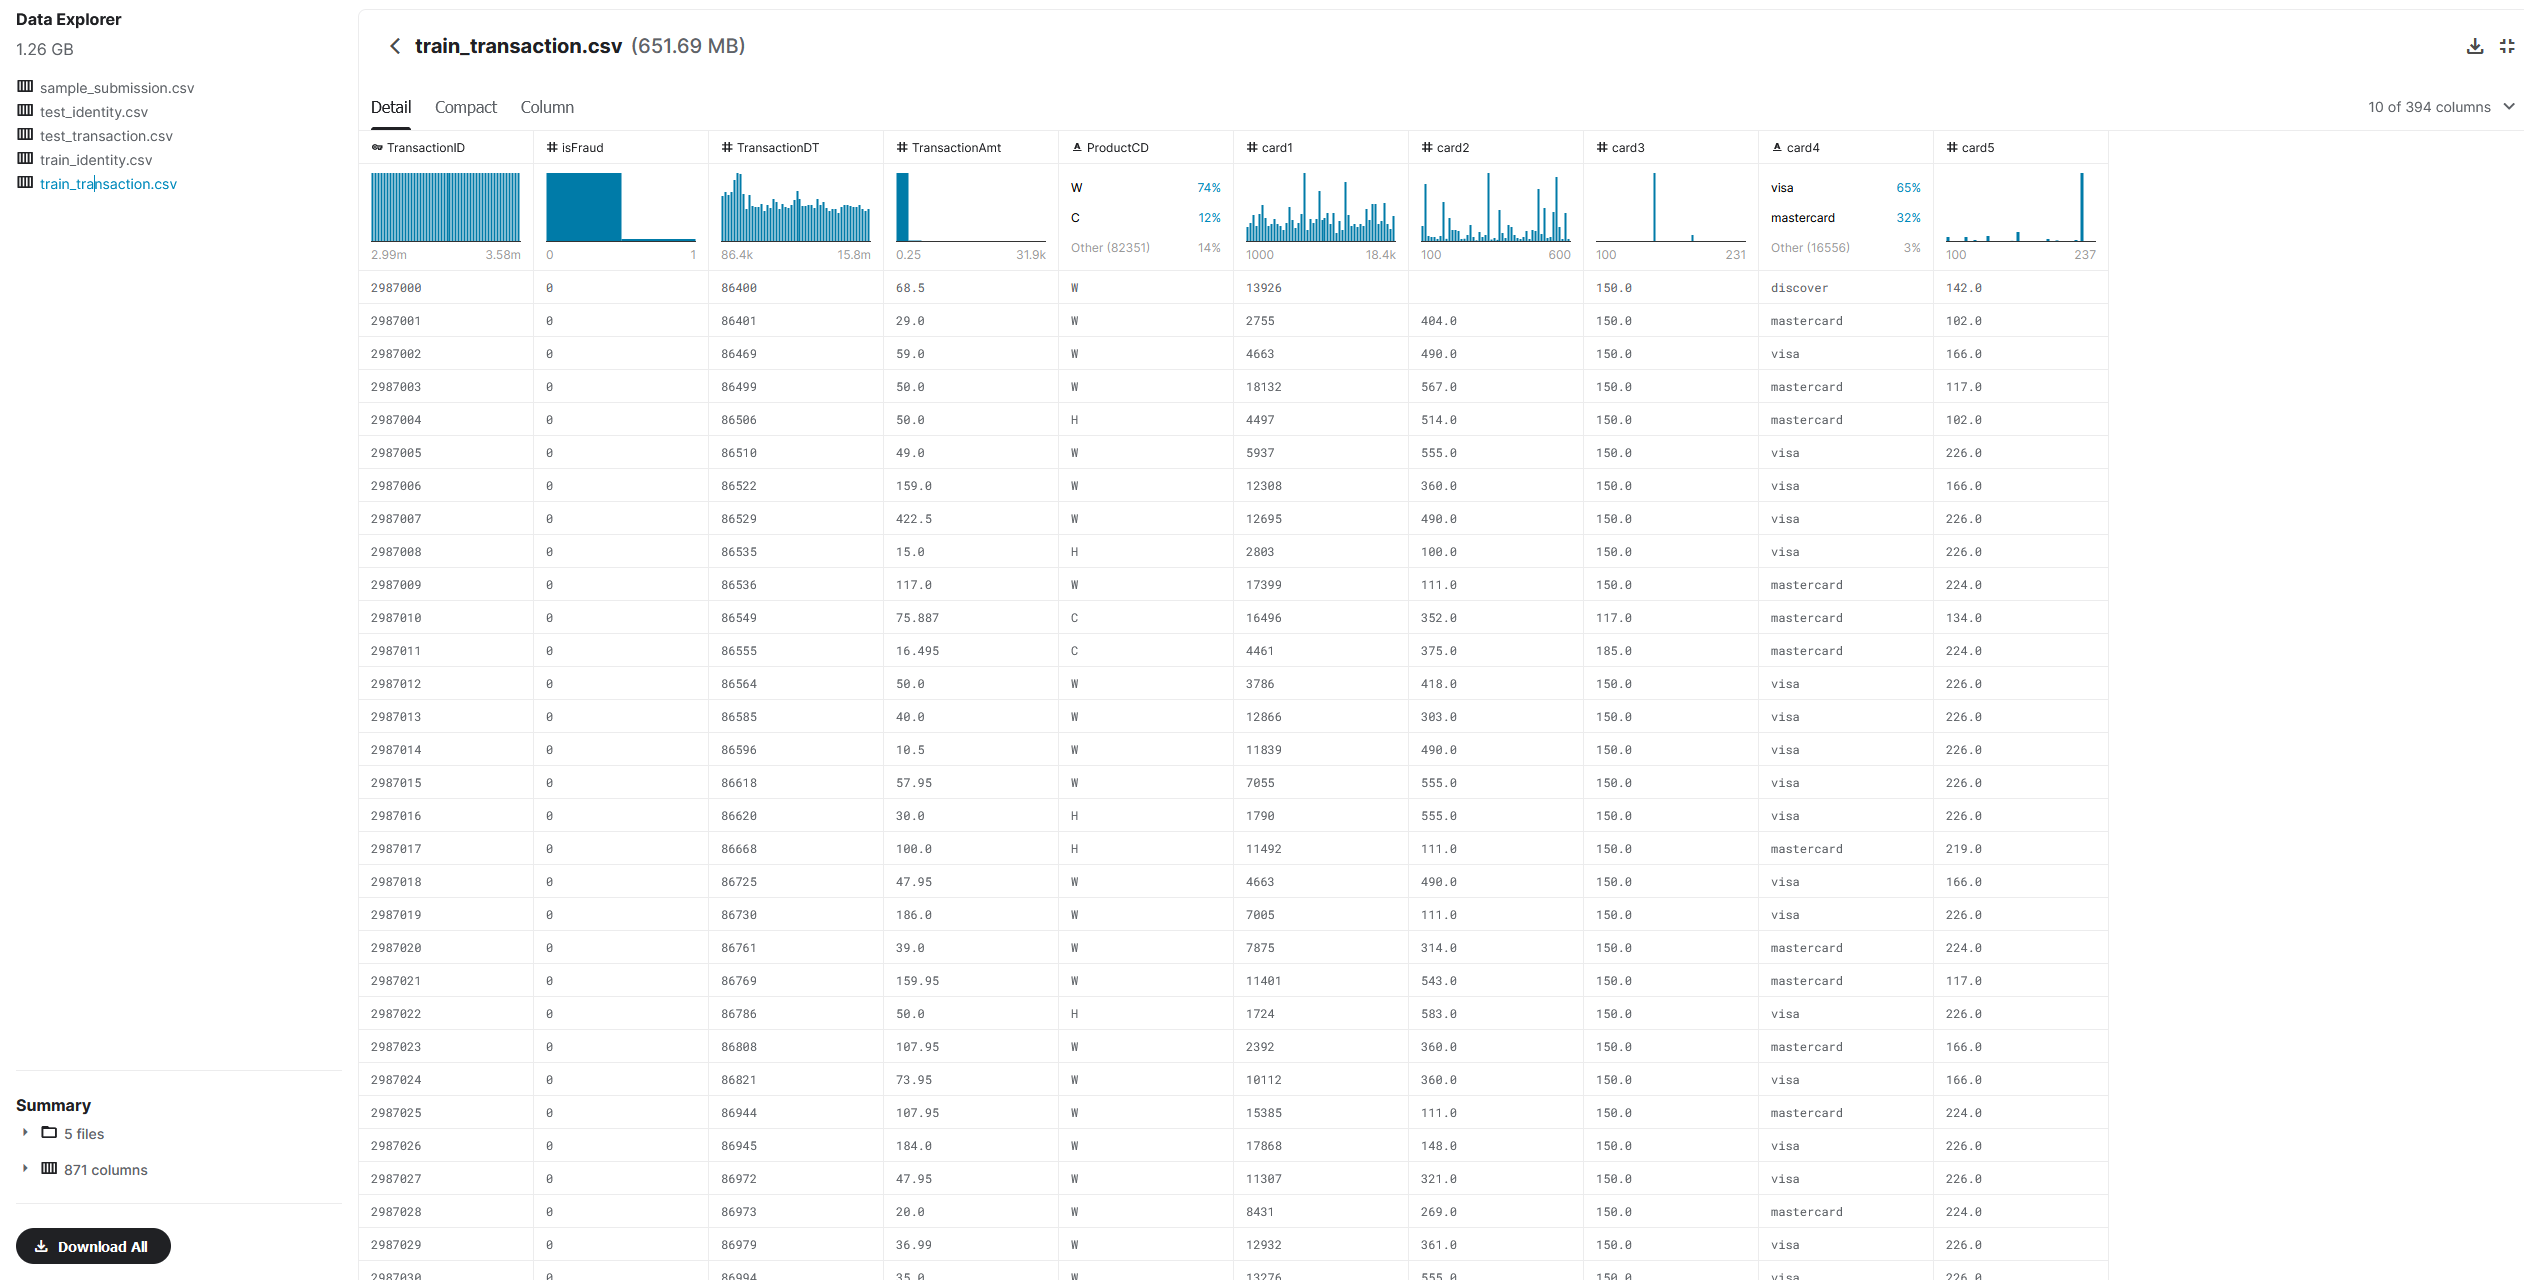 Data Explorer
1.26 GB
sample_submission.csv
test_identity.csv
test_transaction.csv
train_identity.csv
train_transaction.csv
Summary
5 files
871 columns
Download All
train_transaction.csv (651.69 MB)
Detail Compact Column
10 of 394 columns
TransactionID isFraud TransactionDT TransactionAmt ProductCD card1 card2 card3 card4 card5
W 74% visa 65%
C 12% mastercard 32%
Other (82351) 14% Other (16556) 3%
2.99m 3.58m 0 1 86.4k 15.8m 0.25 31.9k 1000 18.4k 100 600 100 231 100 237
2987000 0 86400 68.5 W 13926 150.0 discover 142.0
2987001 0 86401 29.0 W 2755 404.0 150.0 mastercard 102.0
2987002 0 86469 59.0 W 4663 490.0 150.0 visa 166.0
2987003 0 86499 50.0 W 18132 567.0 150.0 mastercard 117.0
2987004 0 86506 50.0 H 4497 514.0 150.0 mastercard 102.0
2987005 0 86510 49.0 W 5937 555.0 150.0 visa 226.0
2987006 0 86522 159.0 W 12308 360.0 150.0 visa 166.0
2987007 0 86529 422.5 W 12695 490.0 150.0 visa 226.0
2987008 0 86535 15.0 H 2803 100.0 150.0 visa 226.0
2987009 0 86536 117.0 W 17399 111.0 150.0 mastercard 224.0
2987010 0 86549 75.887 C 16496 352.0 117.0 mastercard 134.0
2987011 0 86555 16.495 C 4461 375.0 185.0 mastercard 224.0
2987012 0 86564 50.0 W 3786 418.0 150.0 visa 226.0
2987013 0 86585 40.0 W 12866 303.0 150.0 visa 226.0
2987014 0 86596 10.5 W 11839 490.0 150.0 visa 226.0
2987015 0 86618 57.95 W 7055 555.0 150.0 visa 226.0
2987016 0 86620 30.0 H 1790 555.0 150.0 visa 226.0
2987017 0 86668 100.0 H 11492 111.0 150.0 mastercard 219.0
2987018 0 86725 47.95 W 4663 490.0 150.0 visa 166.0
2987019 0 86730 186.0 W 7005 111.0 150.0 visa 226.0
2987020 0 86761 39.0 W 7875 314.0 150.0 mastercard 224.0
2987021 0 86769 159.95 W 11401 543.0 150.0 mastercard 117.0
2987022 0 86786 50.0 H 1724 583.0 150.0 visa 226.0
2987023 0 86808 107.95 W 2392 360.0 150.0 mastercard 166.0
2987024 0 86821 73.95 W 10112 360.0 150.0 visa 166.0
2987025 0 86944 107.95 W 15385 111.0 150.0 mastercard 224.0
2987026 0 86945 184.0 W 17868 148.0 150.0 visa 226.0
2987027 0 86972 47.95 W 11307 321.0 150.0 visa 226.0
2987028 0 86973 20.0 W 8431 269.0 150.0 mastercard 224.0
2987029 0 86979 36.99 W 12932 361.0 150.0 visa 226.0
2987030 0 86994 35.0 W 13276 555.0 150.0 visa 226.0